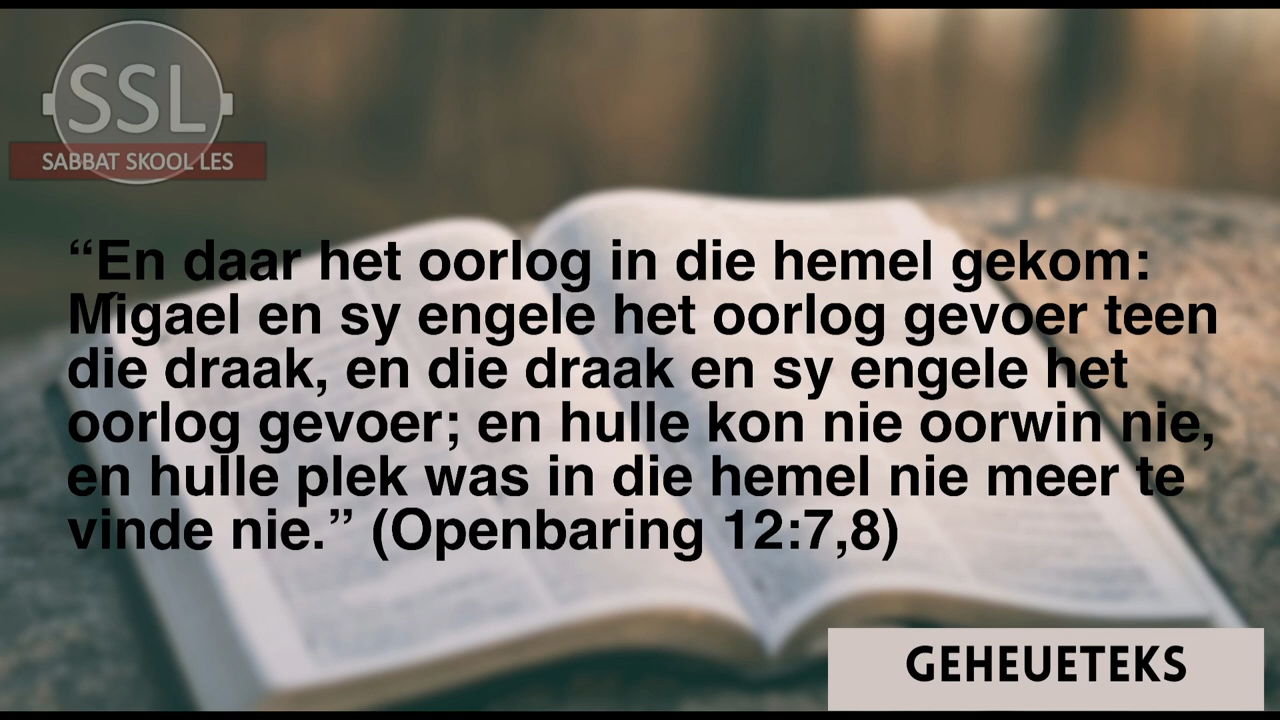 SSL
SABBAT SKOOL LES
“En daar het oorlog in die hemel gekom:
Mígael en sy engele het oorlog gevoer teen
die draak, en die draak en sy engele het
oorlog gevoer; en hulle kon nie oorwin nie,
en hulle plek was in die hemel nie meer te
vinde nie.” (Openbaring 12:7,8)
GEHEUETEKS